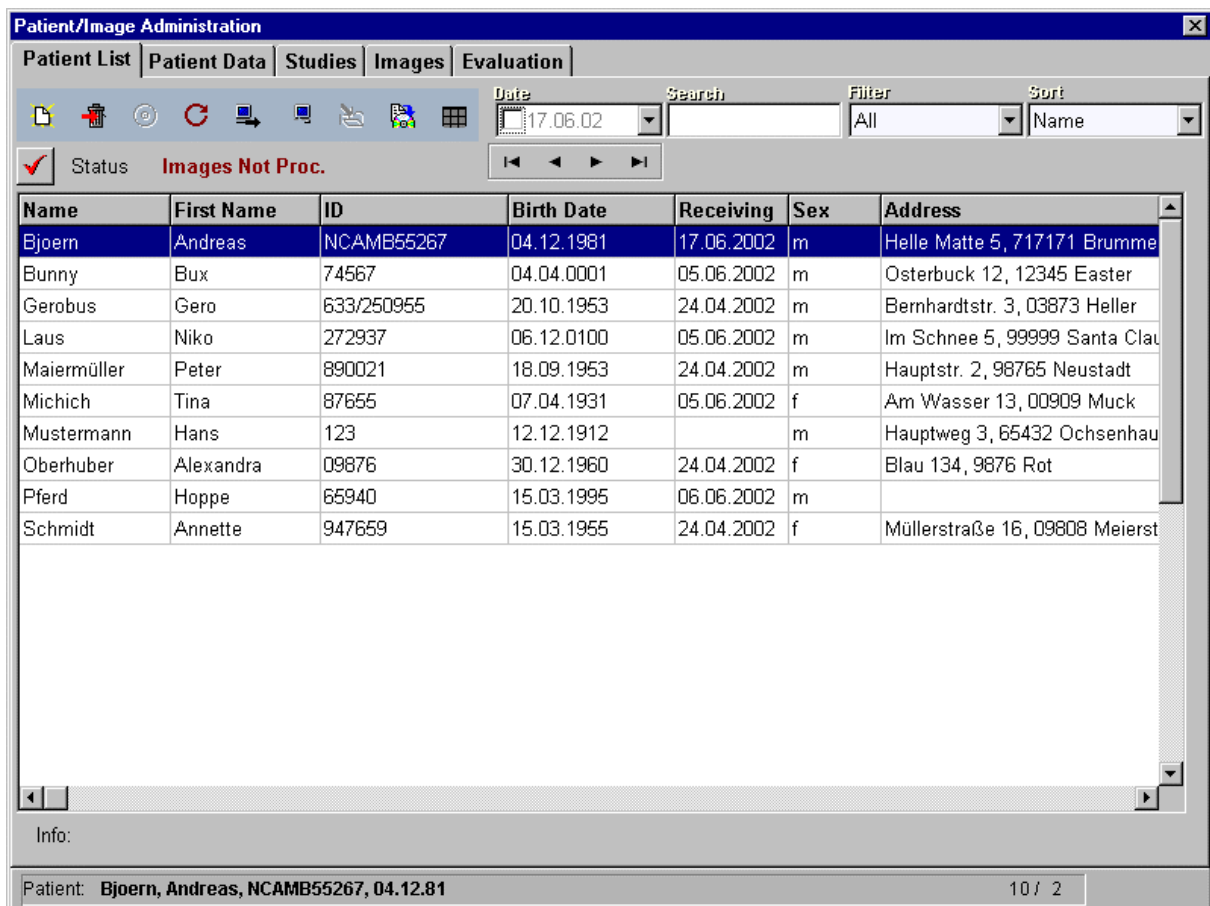 Patient/Image Administration
Patient List Patient Data Studies Images Evaluation
Date Search Filter Sort
17.06.02 All Name
Status Images Not Proc.
Name First Name ID Birth Date Receiving Sex Address
Bjoern Andreas NCAMB55267 04.12.1981 17.06.2002 m Helle Matte 5, 717171 Brumme
Bunny Bux 74567 04.04.0001 05.06.2002 m Osterbuck 12, 12345 Easter
Gerobus Gero 633/250955 20.10.1953 24.04.2002 m Bernhardtstr. 3, 03873 Heller
Laus Niko 272937 06.12.0100 05.06.2002 m Im Schnee 5, 99999 Santa Clau
Maiermüller Peter 890021 18.09.1953 24.04.2002 m Hauptstr. 2, 98765 Neustadt
Michich Tina 87655 07.04.1931 05.06.2002 f Am Wasser 13, 00909 Muck
Mustermann Hans 123 12.12.1912 m Hauptweg 3, 65432 Ochsenhau
Oberhuber Alexandra 09876 30.12.1960 24.04.2002 f Blau 134, 9876 Rot
Pferd Hoppe 65940 15.03.1995 06.06.2002 m
Schmidt Annette 947659 15.03.1955 24.04.2002 f Müllerstraße 16, 09808 Meierst
Info:
Patient: Bjoern, Andreas, NCAMB55267, 04.12.81 10 / 2